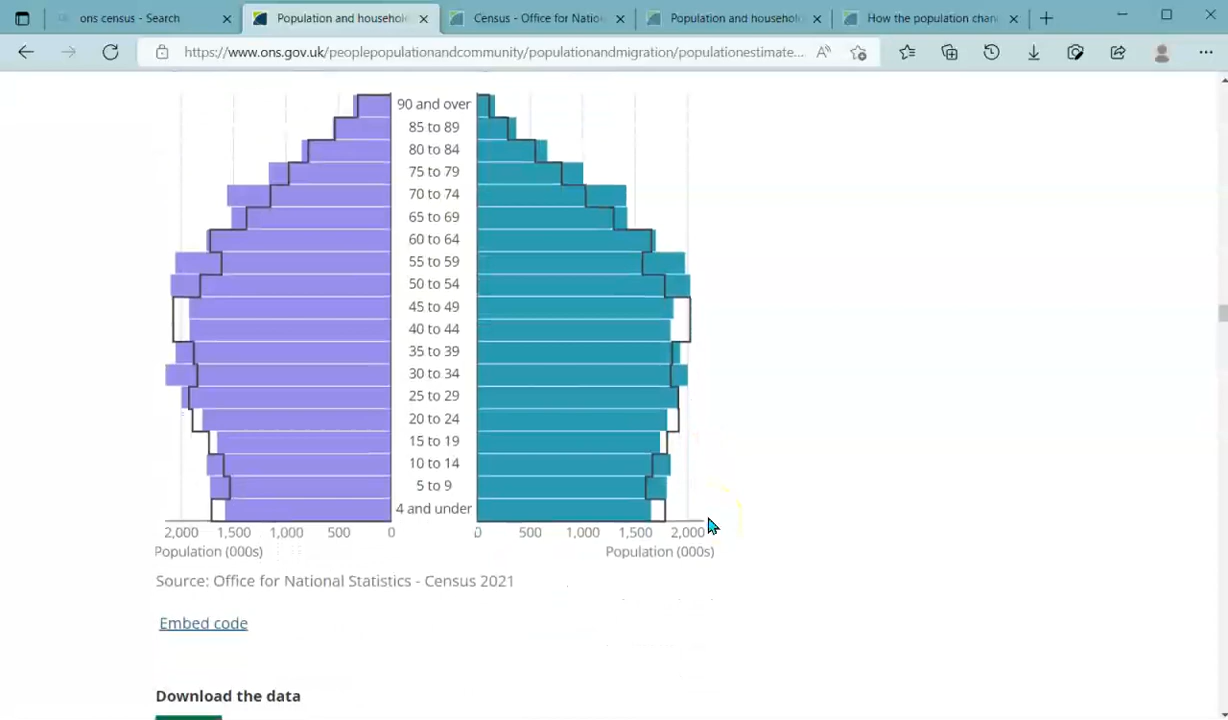 ons census - Search
Population and househol
Census - Office for Natio
Population and househol
How the population chan
https://www.ons.gov.uk/peoplepopulationandcommunity/populationandmigration/populationestimate...
90 and over
85 to 89
80 to 84
75 to 79
70 to 74
65 to 69
60 to 64
55 to 59
50 to 54
45 to 49
40 to 44
35 to 39
30 to 34
25 to 29
20 to 24
15 to 19
10 to 14
5 to 9
4 and under
2,000 1,500 1,000 500 0 0 500 1,000 1,500 2,000
Population (000s) Population (000s)
Source: Office for National Statistics - Census 2021
Embed code
Download the data